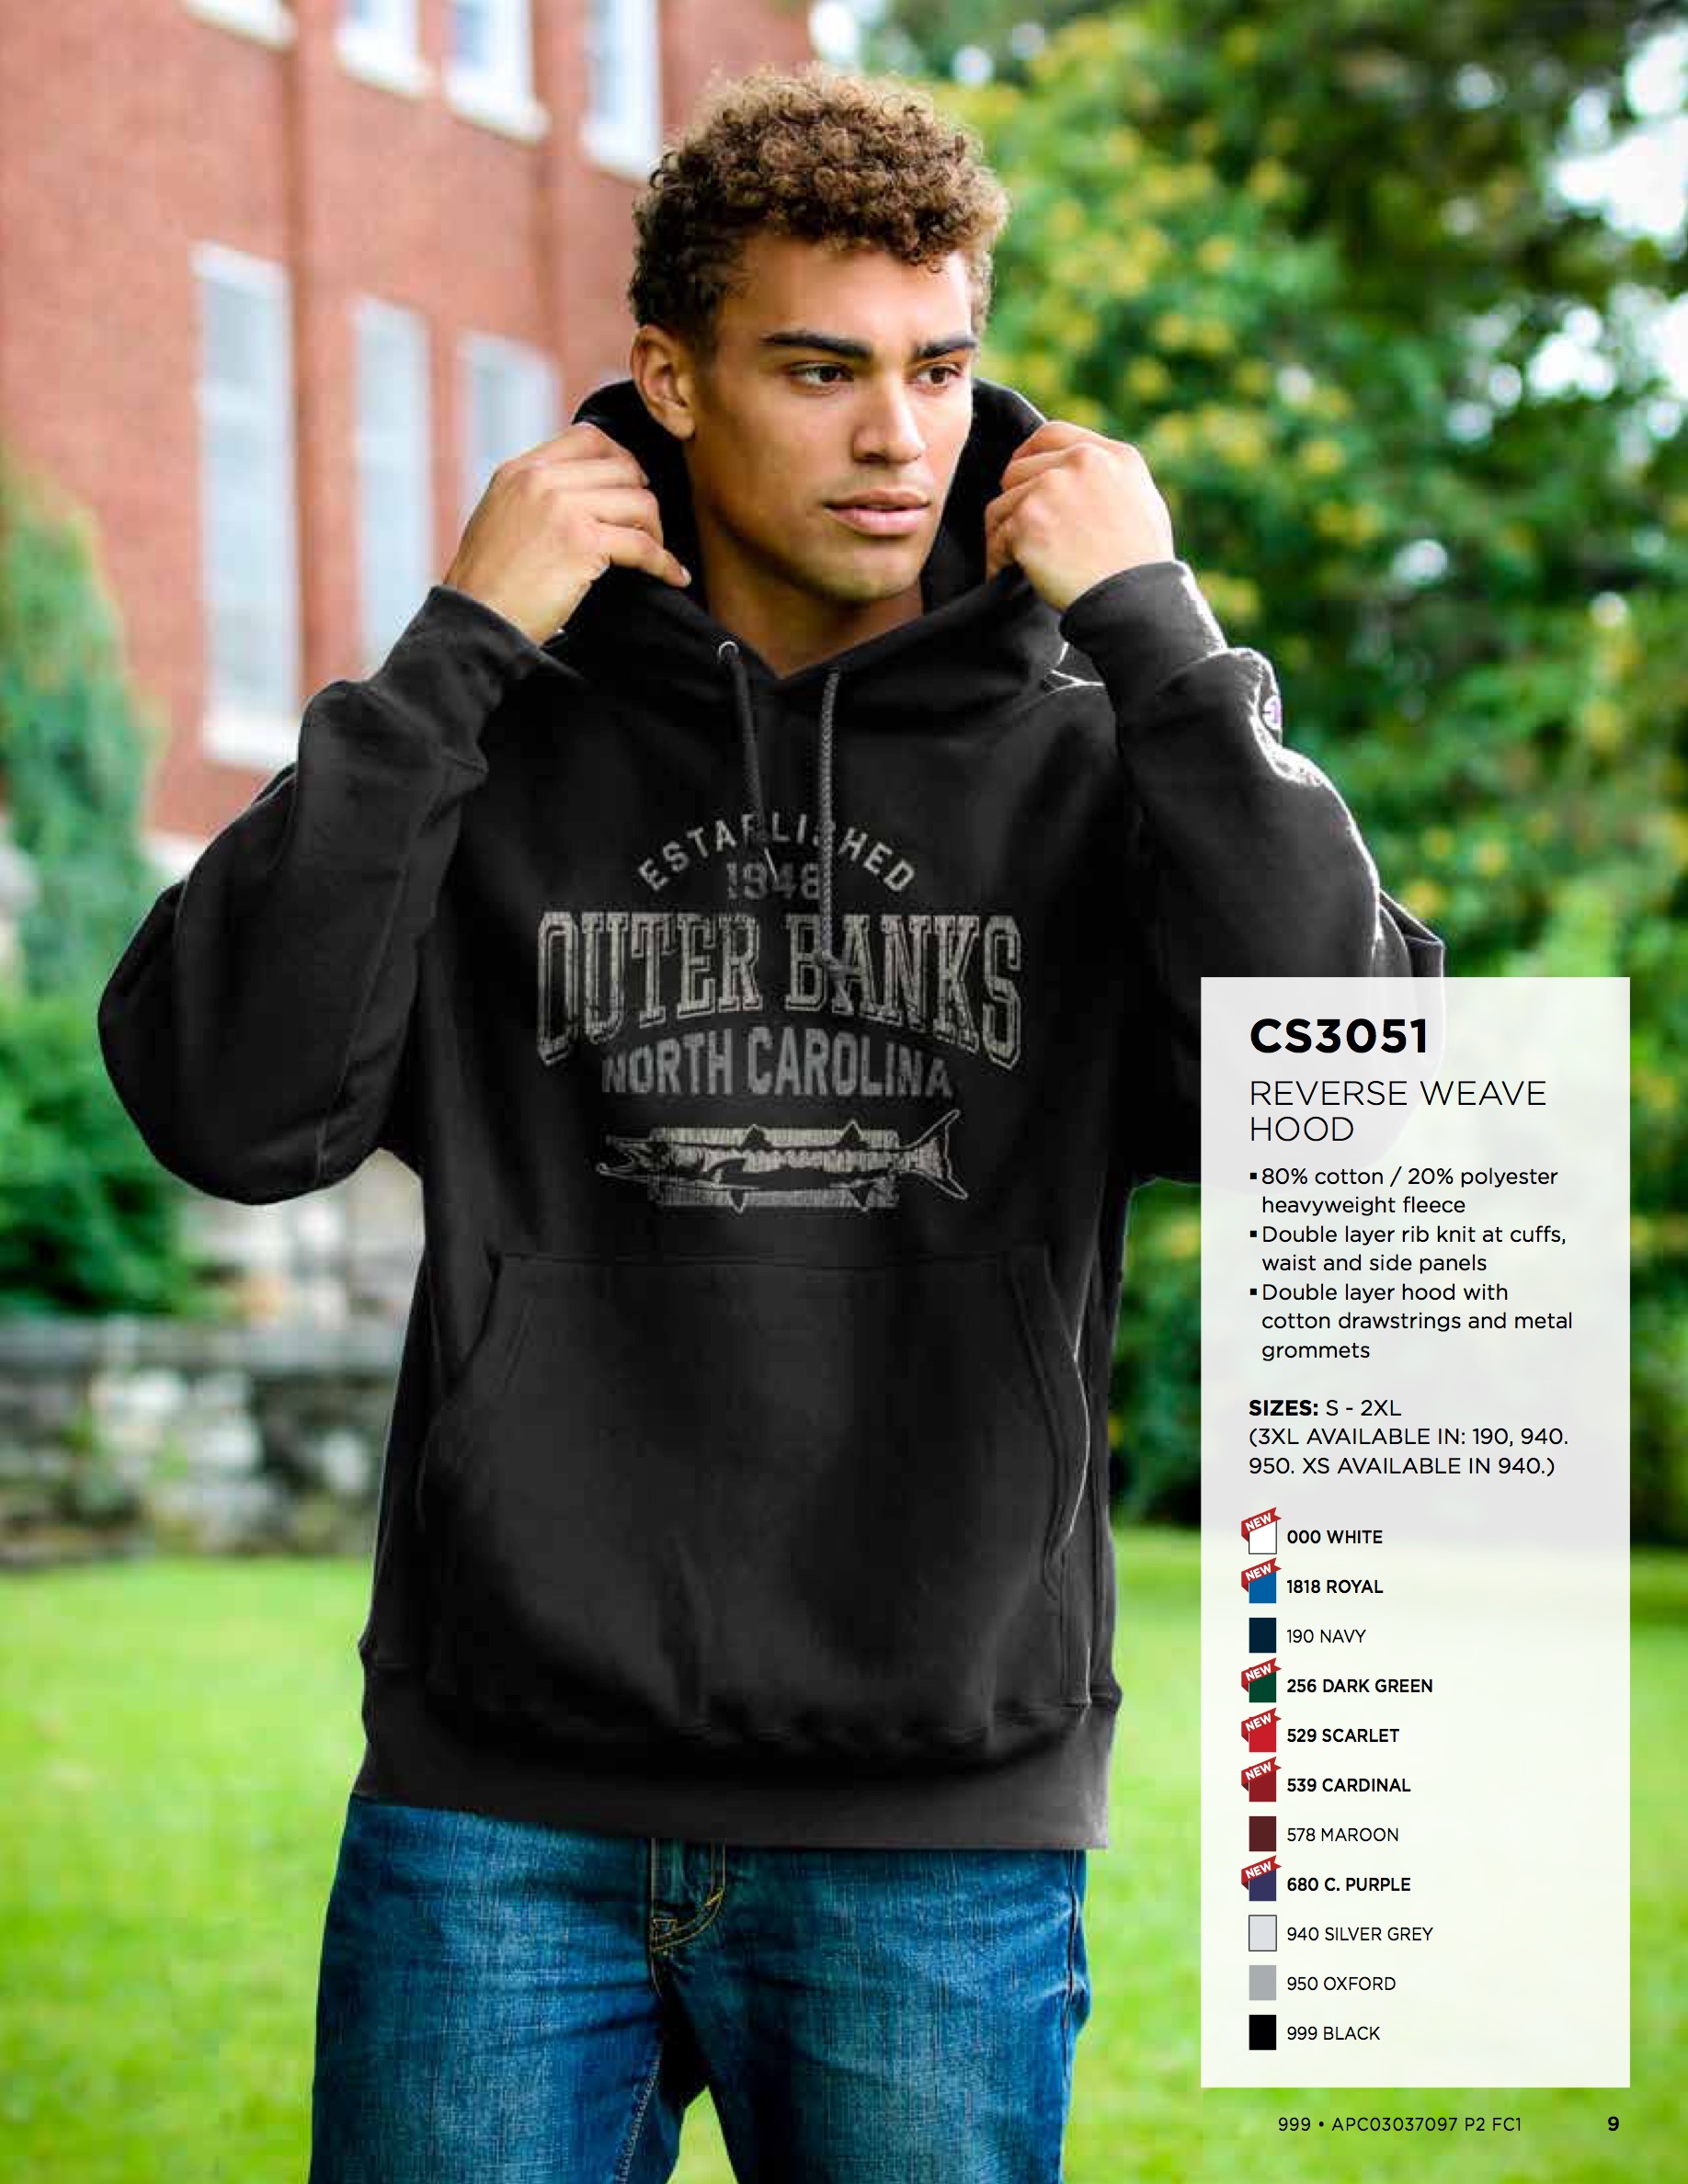 ESTABLISHED
1948
OUTER BANKS
NORTH CAROLINA
CS3051
REVERSE WEAVE
HOOD
▪ 80% cotton / 20% polyester
heavyweight fleece
▪ Double layer rib knit at cuffs,
waist and side panels
▪ Double layer hood with
cotton drawstrings and metal
grommets
SIZES: S - 2XL
(3XL AVAILABLE IN: 190, 940.
950. XS AVAILABLE IN 940.)
NEW 000 WHITE
NEW 1818 ROYAL
190 NAVY
NEW 256 DARK GREEN
NEW 529 SCARLET
NEW 539 CARDINAL
578 MAROON
NEW 680 C. PURPLE
940 SILVER GREY
950 OXFORD
999 BLACK
999 • APC03037097 P2 FC1 9